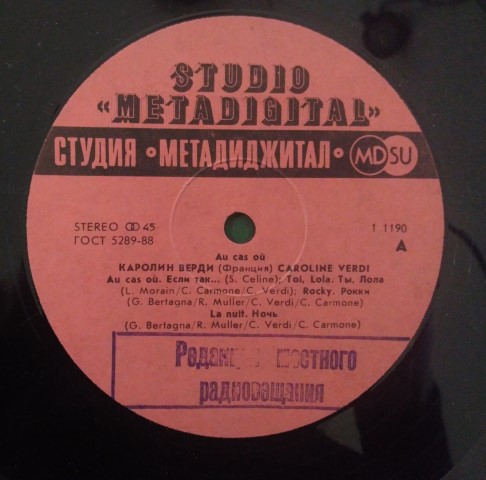 STUDIO
«METADIGITAL»
СТУДИЯ •МЕТАДИДЖИТАЛ• MD SU
STEREO 45
1 1190
ГОСТ 5289-88
A
Au cas où
КАРОЛИН ВЕРДИ (Франция) CAROLINE VERDI
Au cas où. Если так... (S. Celine); Toi, Lola. Ты, Лола
(L. Morain/C. Carmone/C. Verdi); Rocky. Рокки
(G. Bertagna/R. Muller/C. Verdi/C. Carmone)
La nuit. Ночь
(G. Bertagna/R. Muller/C. Verdi/C. Carmone)
местного
радиовещания